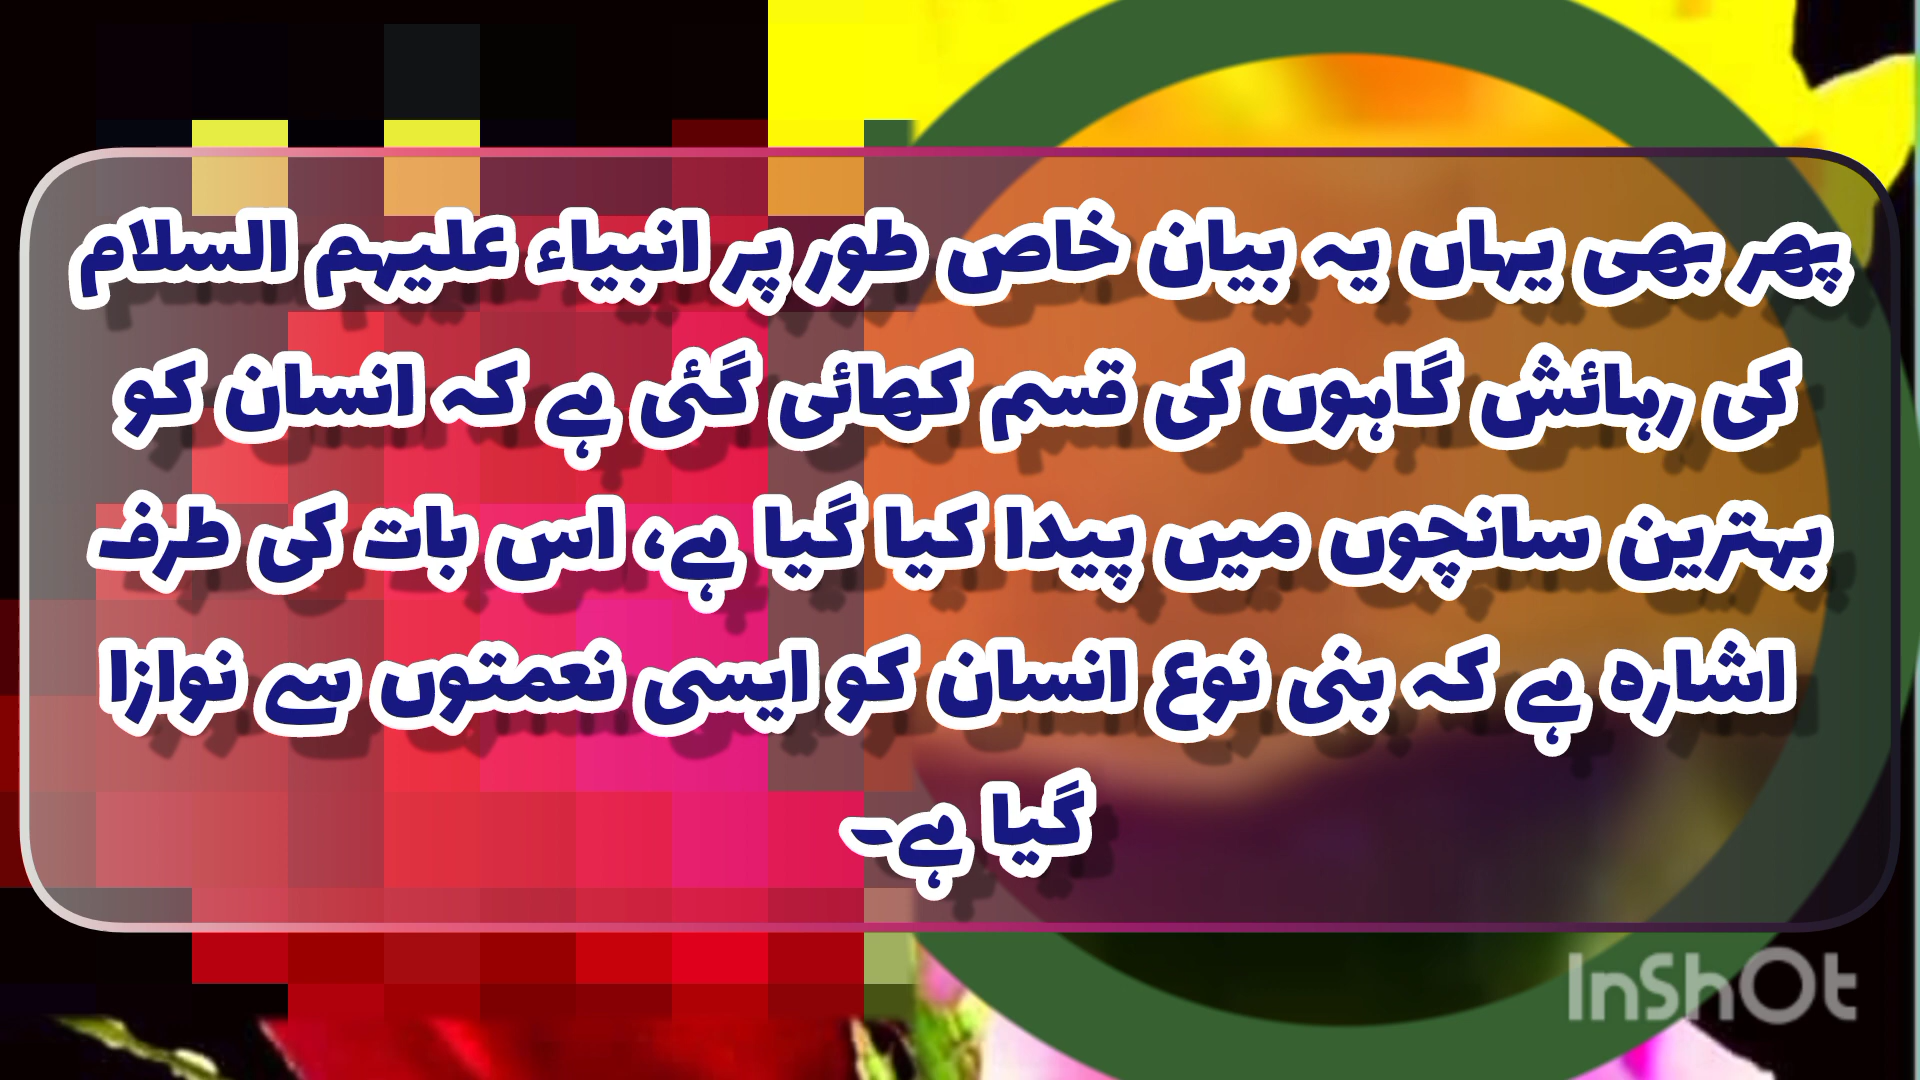 پھر بھی یہاں یہ بیان خاص طور پر انبیاء علیہم السلام
کی رہائش گاہوں کی قسم کھائی گئی ہے کہ انسان کو
بہترین سانچوں میں پیدا کیا گیا ہے، اس بات کی طرف
اشارہ ہے کہ بنی نوع انسان کو ایسی نعمتوں سے نوازا
گیا ہے۔
InShOt